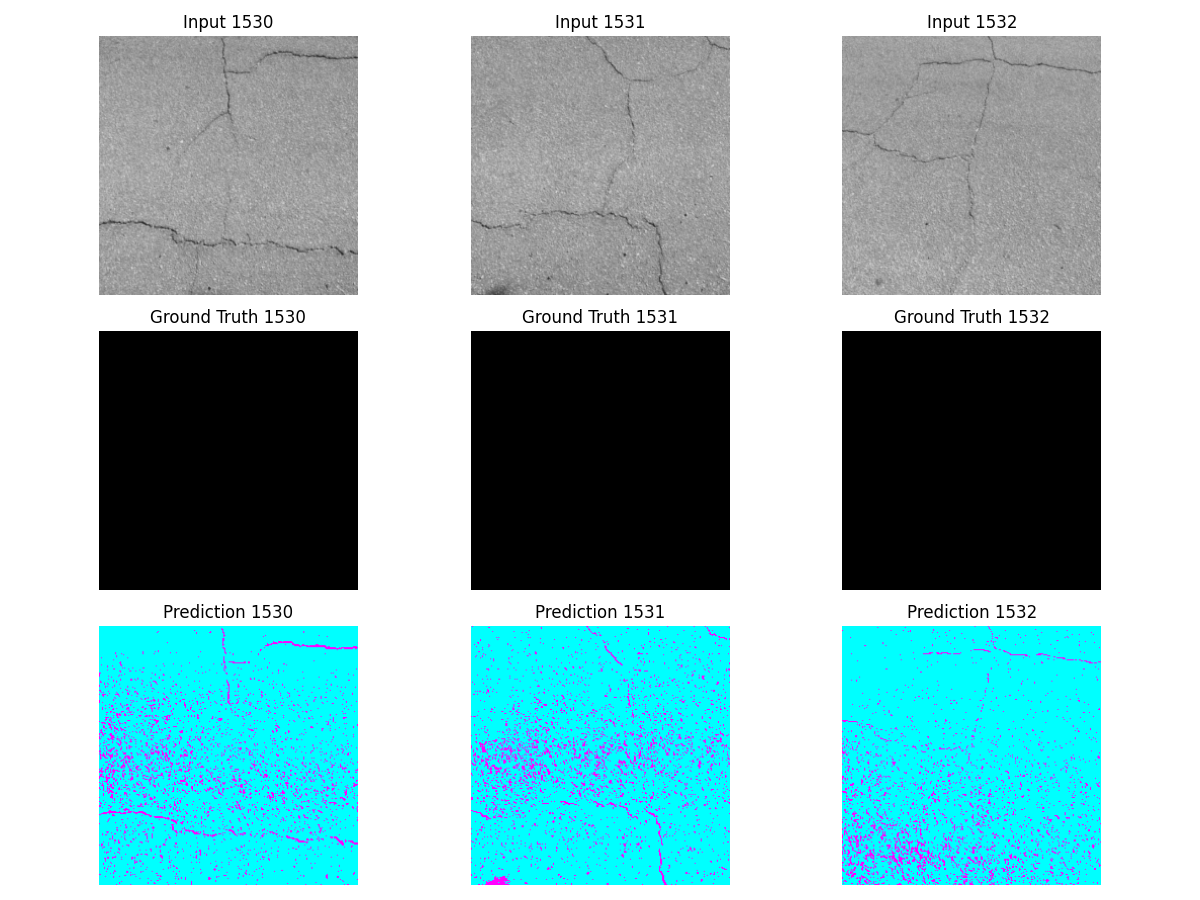 Input 1530
Input 1531
Input 1532
Ground Truth 1530
Ground Truth 1531
Ground Truth 1532
Prediction 1530
Prediction 1531
Prediction 1532